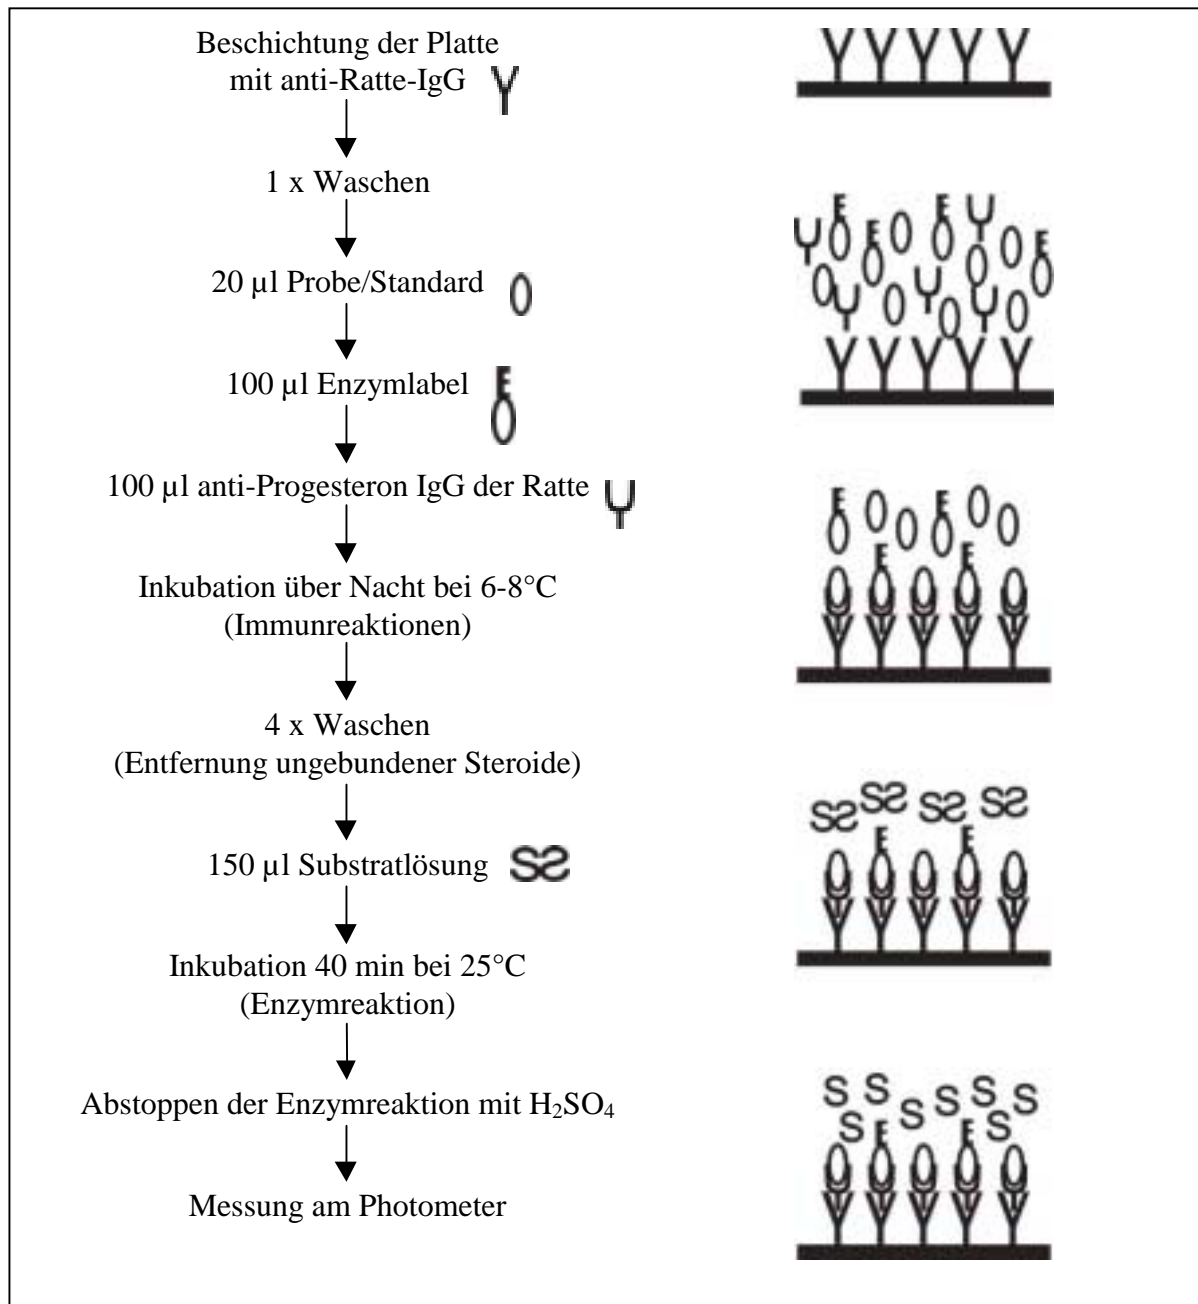 Beschichtung der Platte
mit anti-Ratte-IgG
1 x Waschen
20 µl Probe/Standard
100 µl Enzymlabel
100 µl anti-Progesteron IgG der Ratte
Inkubation über Nacht bei 6-8°C
(Immunreaktionen)
4 x Waschen
(Entfernung ungebundener Steroide)
150 µl Substratlösung
Inkubation 40 min bei 25°C
(Enzymreaktion)
Abstoppen der Enzymreaktion mit H₂SO₄
Messung am Photometer